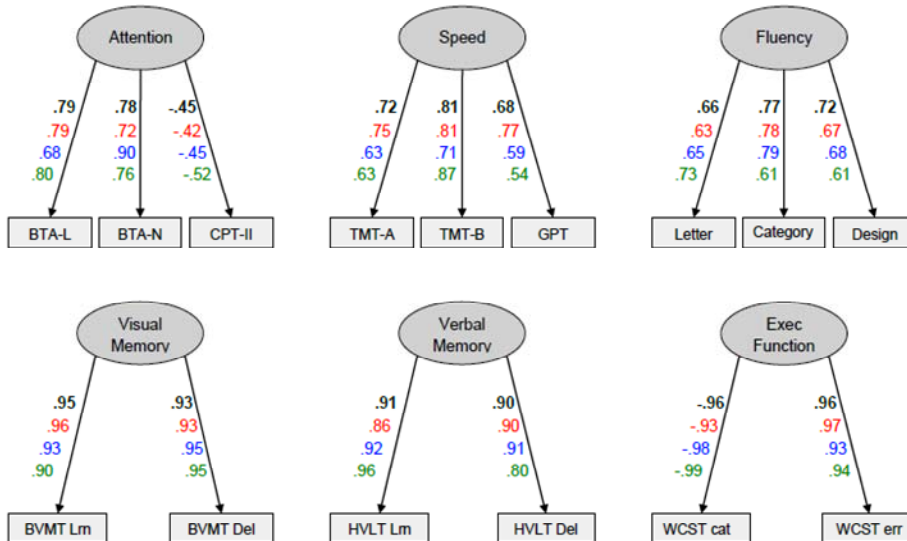 Attention Speed Fluency
.79 .78 -.45 .72 .81 .68 .66 .77 .72
.79 .72 -.42 .75 .81 .77 .63 .78 .67
.68 .90 -.45 .63 .71 .59 .65 .79 .68
.80 .76 -.52 .63 .87 .54 .73 .61 .61
BTA-L BTA-N CPT-II TMT-A TMT-B GPT Letter Category Design
Visual Verbal Exec
Memory Memory Function
.95 .93 .91 .90 -.96 .96
.96 .93 .86 .90 -.93 .97
.93 .95 .92 .91 -.98 .93
.90 .95 .96 .80 -.99 .94
BVMT Lrn BVMT Del HVLT Lrn HVLT Del WCST cat WCST err